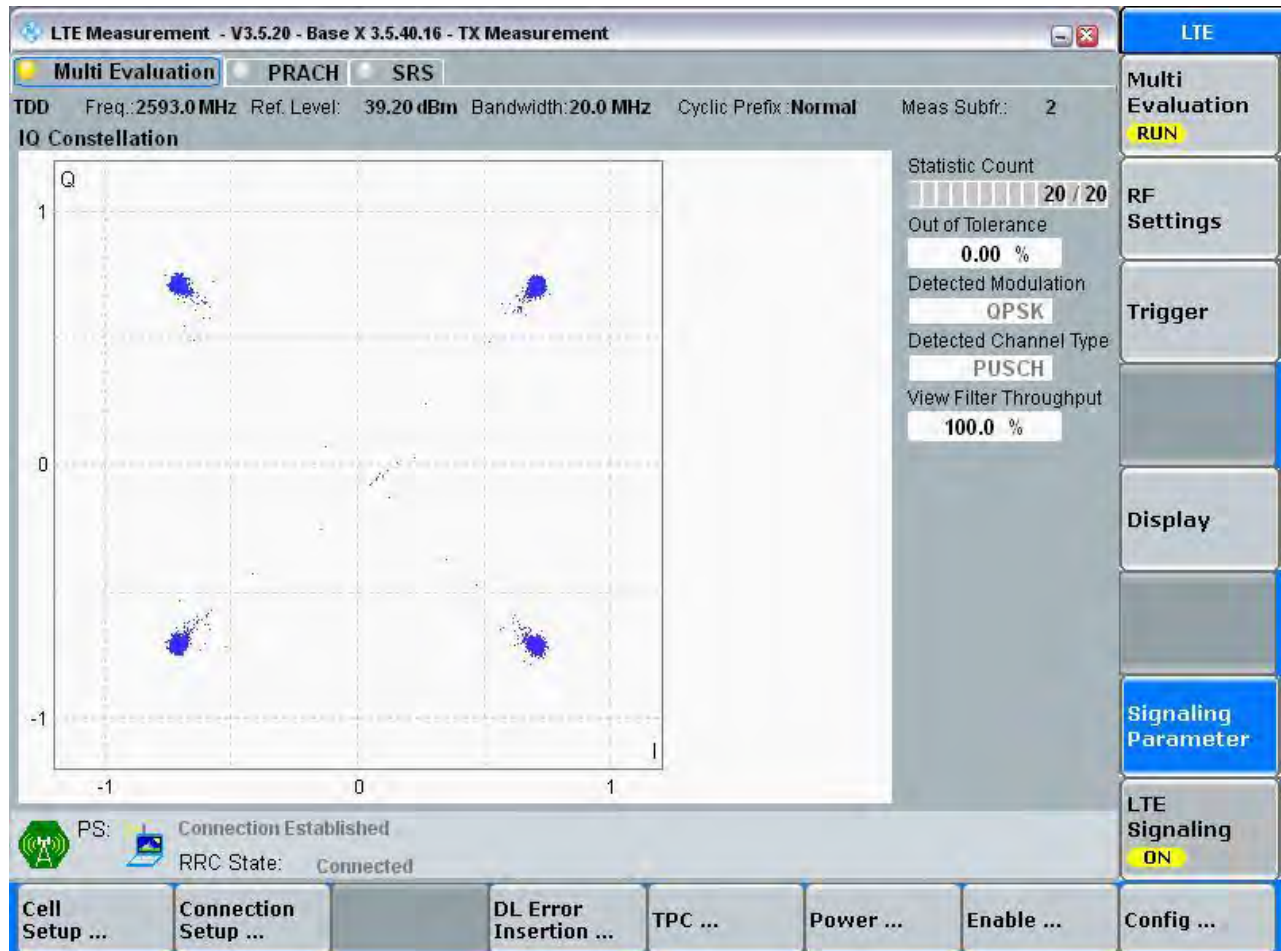 LTE Measurement - V3.5.20 - Base X 3.5.40.16 - TX Measurement
Multi Evaluation PRACH SRS
TDD Freq.:2593.0 MHz Ref. Level: 39.20 dBm Bandwidth:20.0 MHz Cyclic Prefix :Normal Meas Subfr.: 2
IQ Constellation
Q
1
0
-1
-1 0 1
I
Statistic Count
20 / 20
Out of Tolerance
0.00 %
Detected Modulation
QPSK
Detected Channel Type
PUSCH
View Filter Throughput
100.0 %
PS: Connection Established
RRC State: Connected
LTE
Multi
Evaluation
RUN
RF
Settings
Trigger
Display
Signaling
Parameter
LTE
Signaling
ON
Cell
Setup ...
Connection
Setup ...
DL Error
Insertion ...
TPC ...
Power ...
Enable ...
Config ...